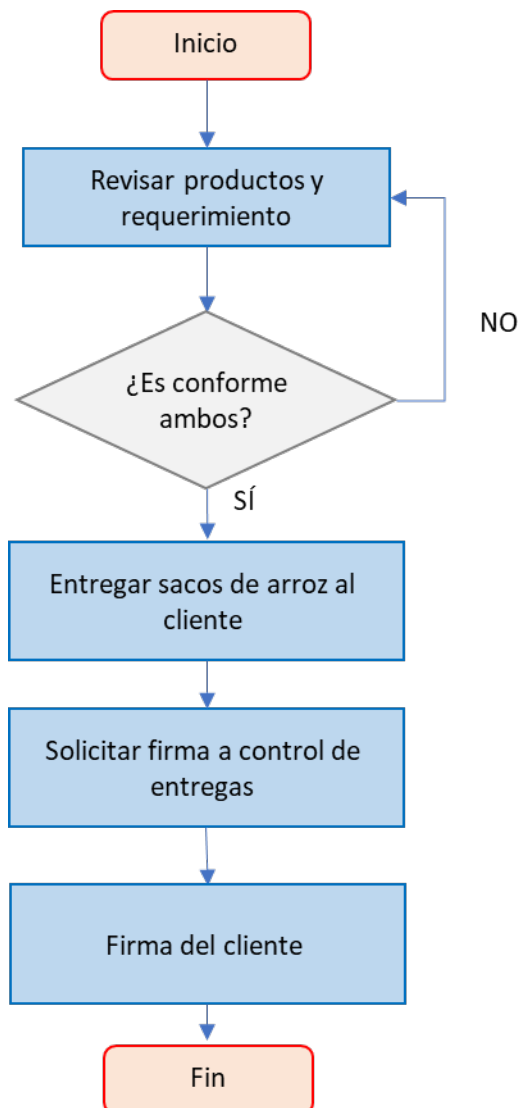 Inicio
Revisar productos y
requerimiento
NO
¿Es conforme
ambos?
SÍ
Entregar sacos de arroz al
cliente
Solicitar firma a control de
entregas
Firma del cliente
Fin